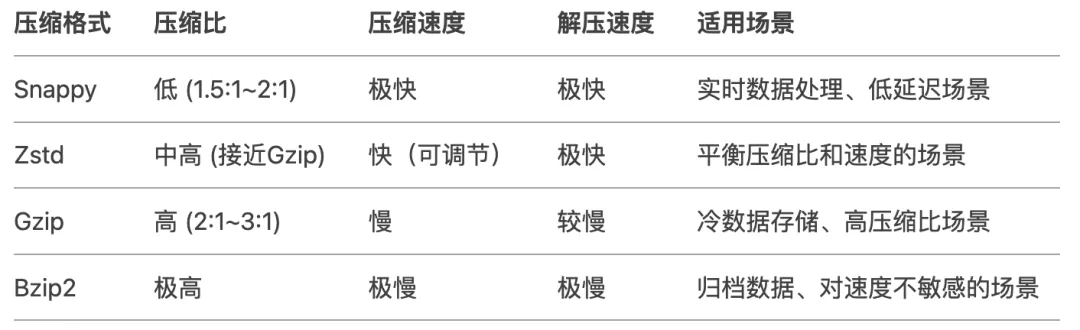 压缩格式 压缩比 压缩速度 解压速度 适用场景
Snappy 低 (1.5:1~2:1) 极快 极快 实时数据处理、低延迟场景
Zstd 中高 (接近Gzip) 快（可调节） 极快 平衡压缩比和速度的场景
Gzip 高 (2:1~3:1) 慢 较慢 冷数据存储、高压缩比场景
Bzip2 极高 极慢 极慢 归档数据、对速度不敏感的场景